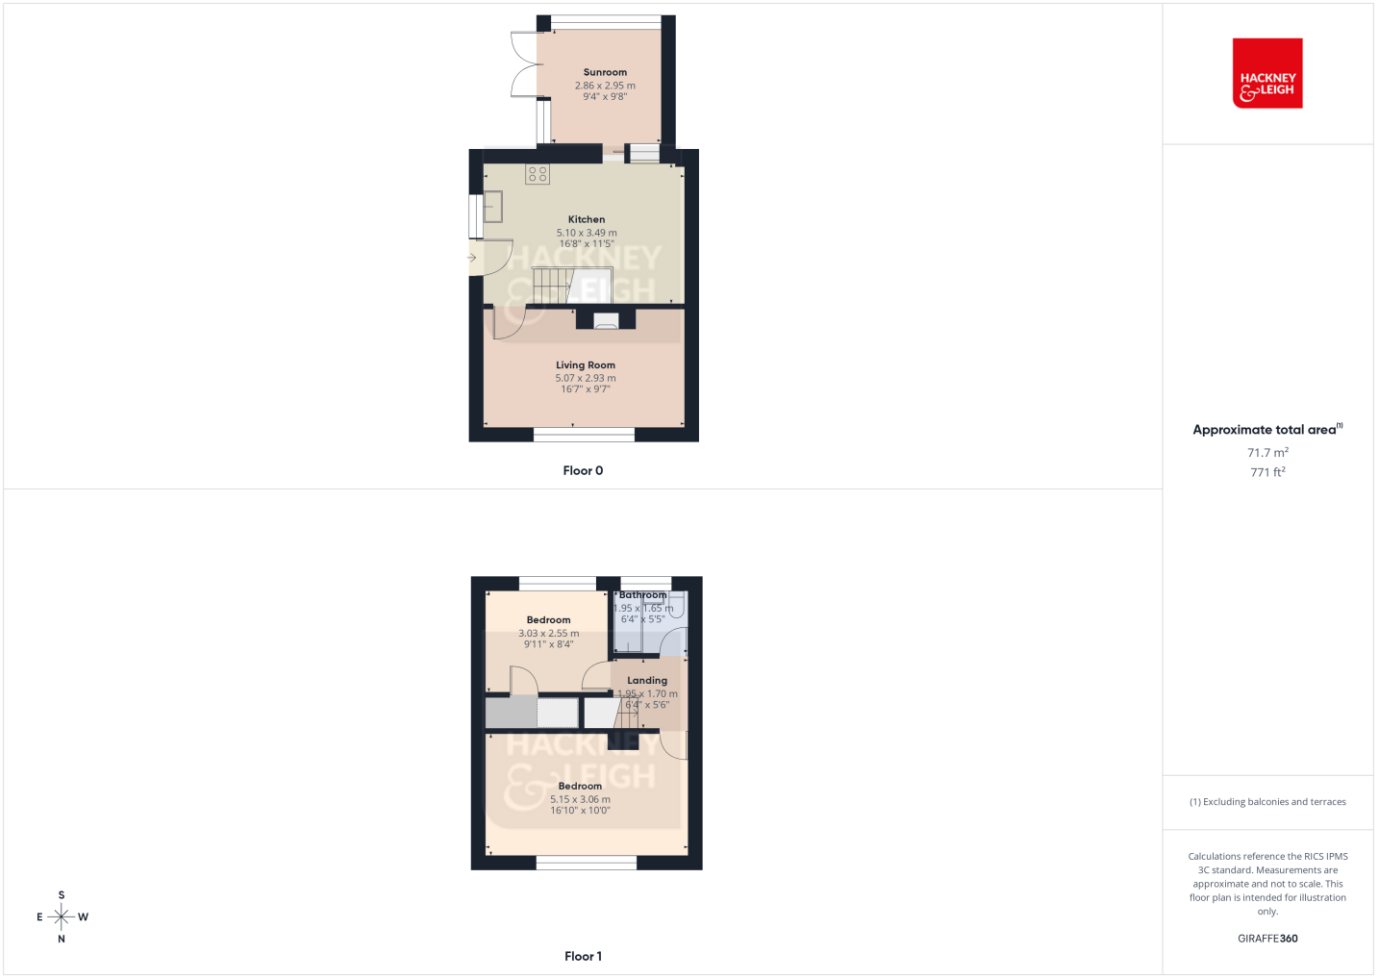 Sunroom
2.86 x 2.95 m
9'4" x 9'8"
Kitchen
5.10 x 3.49 m
16'8" x 11'5"
HACKNEY
&LEIGH
Living Room
5.07 x 2.93 m
16'7" x 9'7"
Floor 0
Bathroom
1.95 x 1.65 m
6'4" x 5'5"
Bedroom
3.03 x 2.55 m
9'11" x 8'4"
Landing
1.95 x 1.70 m
6'4" x 5'6"
HACKNEY
&LEIGH
Bedroom
5.15 x 3.06 m
16'10" x 10'0"
S
E W
N
Floor 1
HACKNEY
&LEIGH
Approximate total area(1)
71.7 m²
771 ft²
(1) Excluding balconies and terraces
Calculations reference the RICS IPMS
3C standard. Measurements are
approximate and not to scale. This
floor plan is intended for illustration
only.
GIRAFFE360